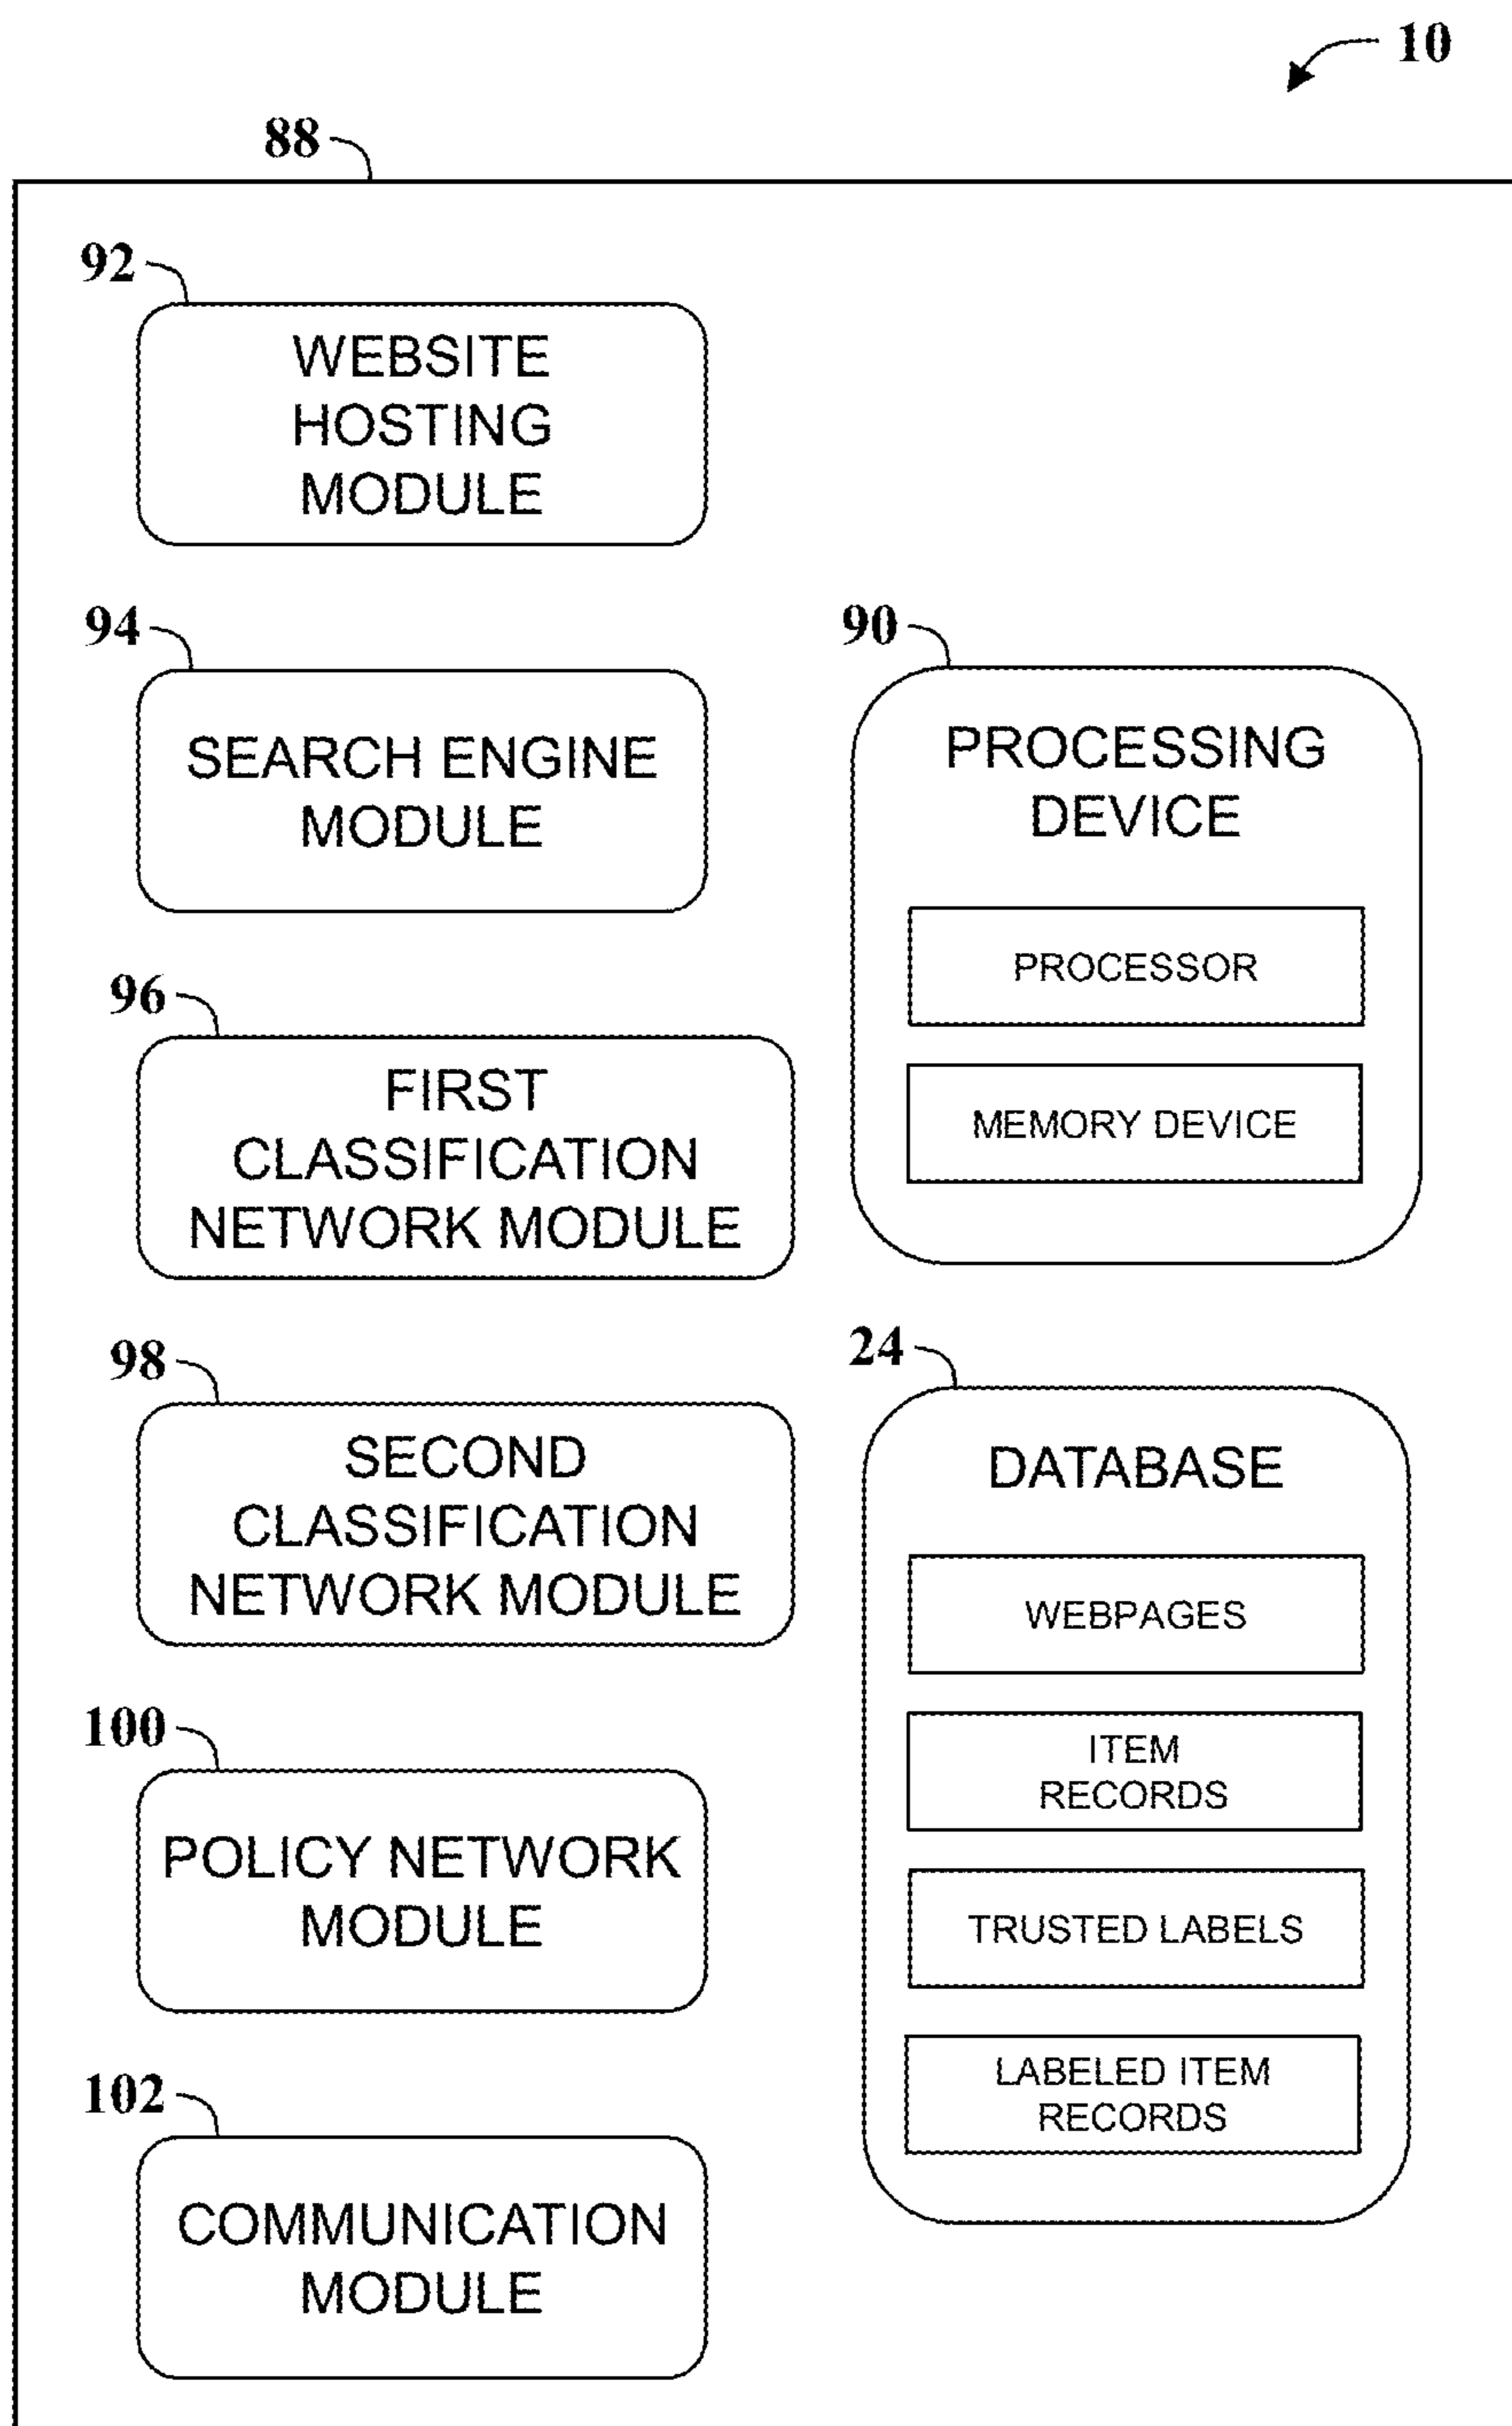 10
88
92
WEBSITE
HOSTING
MODULE
94
SEARCH ENGINE
MODULE
96
FIRST
CLASSIFICATION
NETWORK MODULE
98
SECOND
CLASSIFICATION
NETWORK MODULE
100
POLICY NETWORK
MODULE
102
COMMUNICATION
MODULE
90
PROCESSING
DEVICE
PROCESSOR
MEMORY DEVICE
24
DATABASE
WEBPAGES
ITEM
RECORDS
TRUSTED LABELS
LABELED ITEM
RECORDS